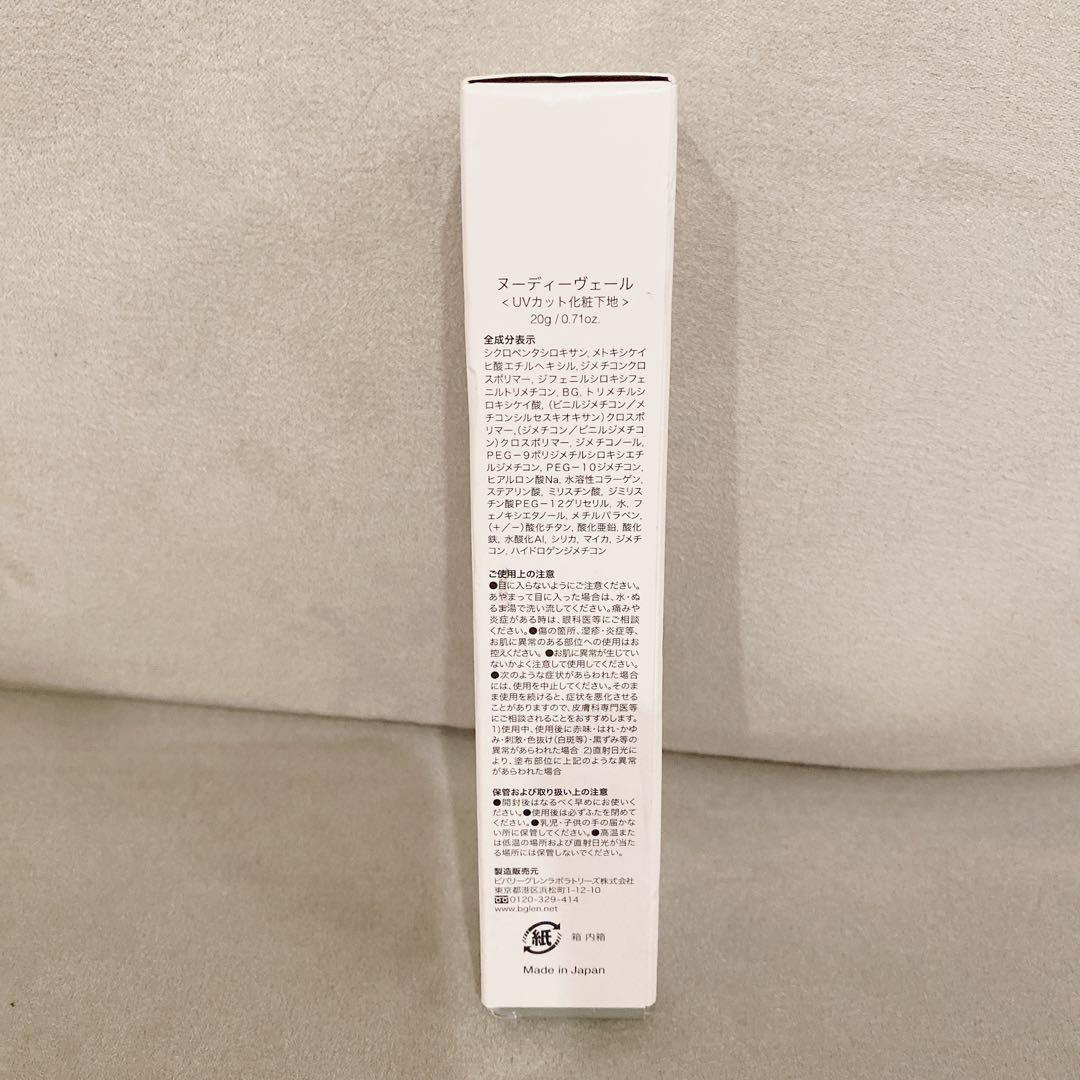 ヌーディーヴェール
< UVカット化粧下地 >
20g / 0.71oz.
全成分表示
シクロペンタシロキサン, メトキシケイ
ヒ酸エチルヘキシル, ジメチコンクロ
スポリマー, ジフェニルシロキシフェ
ニルトリメチコン, BG, トリメチルシ
ロキシケイ酸, (ビニルジメチコン／メ
チコンシルセスキオキサン) クロスポ
リマー, (ジメチコン／ビニルジメチコ
ン) クロスポリマー, ジメチコノール,
PEG－9ポリジメチルシロキシエチ
ルジメチコン, PEG－10ジメチコン,
ヒアルロン酸Na, 水溶性コラーゲン,
ステアリン酸, ミリスチン酸, ジミリス
チン酸PEG－12グリセリル, 水, フ
ェノキシエタノール, メチルパラベン,
(＋／－) 酸化チタン, 酸化亜鉛, 酸化
鉄, 水酸化Al, シリカ, マイカ, ジメチ
コン, ハイドロゲンジメチコン
ご使用上の注意
●目に入らないようにご注意ください。
あやまって目に入った場合は、水・ぬ
るま湯で洗い流してください。痛みや
炎症がある時は、眼科医等にご相談
ください。●傷の箇所、湿疹・炎症等、
お肌に異常のある部位への使用はお
控えください。●お肌に異常が生じてい
ないかよく注意して使用してください。
●次のような症状があらわれた場合
には、使用を中止してください。そのま
ま使用を続けると、症状を悪化させる
ことがありますので、皮膚科専門医等
にご相談されることをおすすめします。
1)使用中、使用後に赤味・はれ・かゆ
み・刺激・色抜け(白斑等)・黒ずみ等の
異常があらわれた場合 2)直射日光に
より、塗布部位に上記のような異常
があらわれた場合
保管および取り扱い上の注意
●開封後はなるべく早めにお使いく
ださい。●使用後は必ずふたを閉めて
ください。●乳児・子供の手の届かな
い所に保管してください。●高温また
は低温の場所および直射日光が当た
る場所には保管しないでください。
製造販売元
ビバリーグレンラボラトリーズ株式会社
東京都港区浜松町1-12-10
0120-329-414
www.bglen.net
紙 箱 内箱
Made in Japan